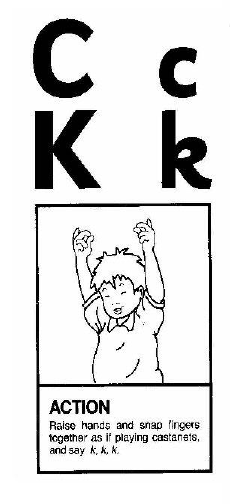 C c
K k
ACTION
Raise hands and snap fingers
together as if playing castanets,
and say k, k, k.